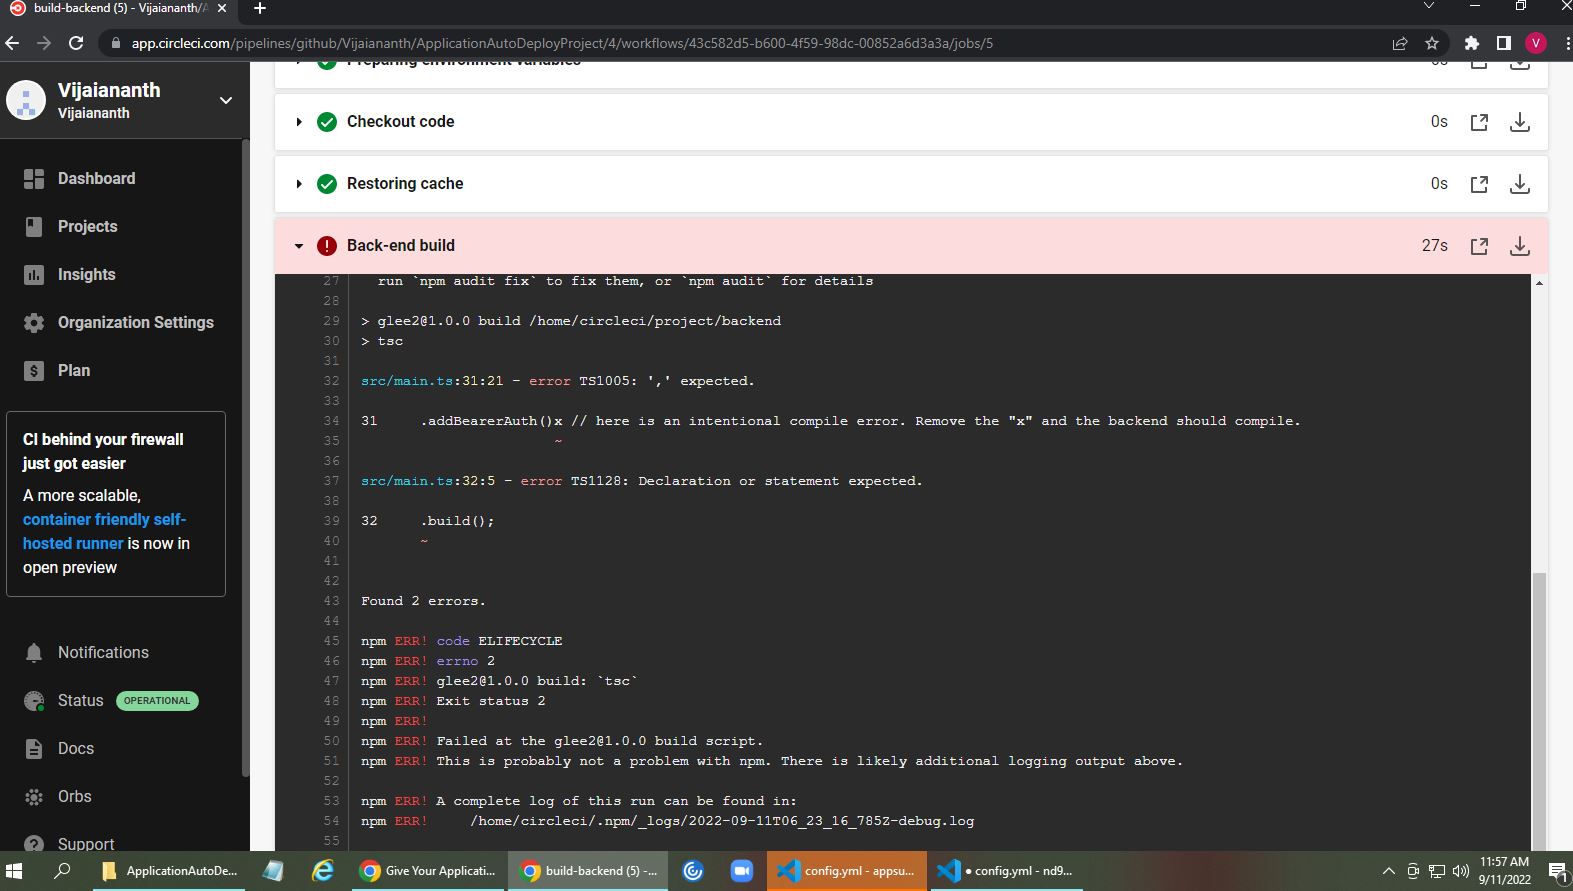 build-backend (5) - Vijaiananth/A
app.circleci.com/pipelines/github/Vijaiananth/ApplicationAutoDeployProject/4/workflows/43c582d5-b600-4f59-98dc-00852a6d3a3a/jobs/5
V
Vijaiananth
Vijaiananth
Dashboard
Projects
Insights
Organization Settings
Plan
CI behind your firewall
just got easier
A more scalable,
container friendly self-
hosted runner is now in
open preview
Notifications
Status OPERATIONAL
Docs
Orbs
Support
Preparing environment variables 0s
Checkout code 0s
Restoring cache 0s
Back-end build 27s
27 run `npm audit fix` to fix them, or `npm audit` for details
28
29 > glee2@1.0.0 build /home/circleci/project/backend
30 > tsc
31
32 src/main.ts:31:21 - error TS1005: ',' expected.
33
34 31 .addBearerAuth()x // here is an intentional compile error. Remove the "x" and the backend should compile.
35 ~
36
37 src/main.ts:32:5 - error TS1128: Declaration or statement expected.
38
39 32 .build();
40 ~
41
42
43 Found 2 errors.
44
45 npm ERR! code ELIFECYCLE
46 npm ERR! errno 2
47 npm ERR! glee2@1.0.0 build: `tsc`
48 npm ERR! Exit status 2
49 npm ERR!
50 npm ERR! Failed at the glee2@1.0.0 build script.
51 npm ERR! This is probably not a problem with npm. There is likely additional logging output above.
52
53 npm ERR! A complete log of this run can be found in:
54 npm ERR! /home/circleci/.npm/_logs/2022-09-11T06_23_16_785Z-debug.log
55
ApplicationAutoDe...
Give Your Applicati...
build-backend (5) -...
config.yml - appsu...
● config.yml - nd9...
11:57 AM
9/11/2022
1